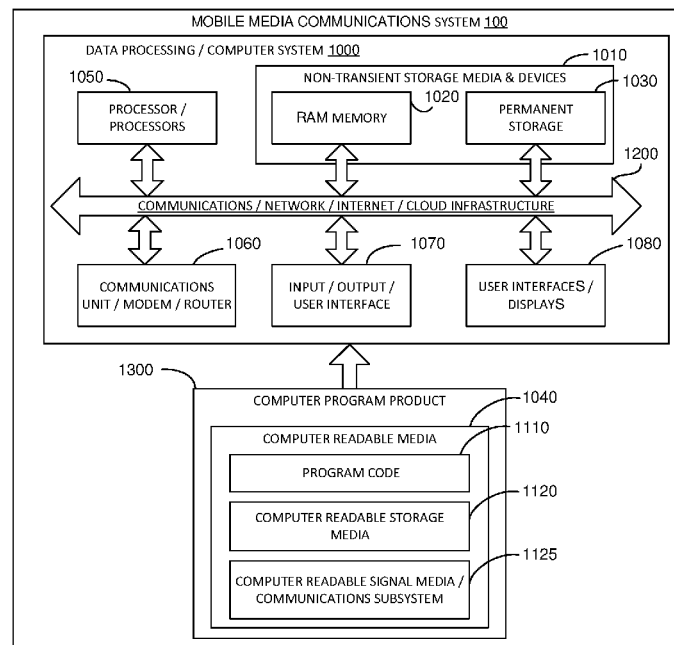 MOBILE MEDIA COMMUNICATIONS SYSTEM 100
DATA PROCESSING / COMPUTER SYSTEM 1000
1010
1050
NON-TRANSIENT STORAGE MEDIA & DEVICES
1020
1030
PROCESSOR /
PROCESSORS
RAM MEMORY
PERMANENT
STORAGE
1200
COMMUNICATIONS / NETWORK / INTERNET / CLOUD INFRASTRUCTURE
1060
1070
1080
COMMUNICATIONS
UNIT / MODEM / ROUTER
INPUT / OUTPUT /
USER INTERFACE
USER INTERFACES /
DISPLAYS
1300
COMPUTER PROGRAM PRODUCT
1040
COMPUTER READABLE MEDIA
1110
PROGRAM CODE
1120
COMPUTER READABLE STORAGE
MEDIA
1125
COMPUTER READABLE SIGNAL MEDIA /
COMMUNICATIONS SUBSYSTEM